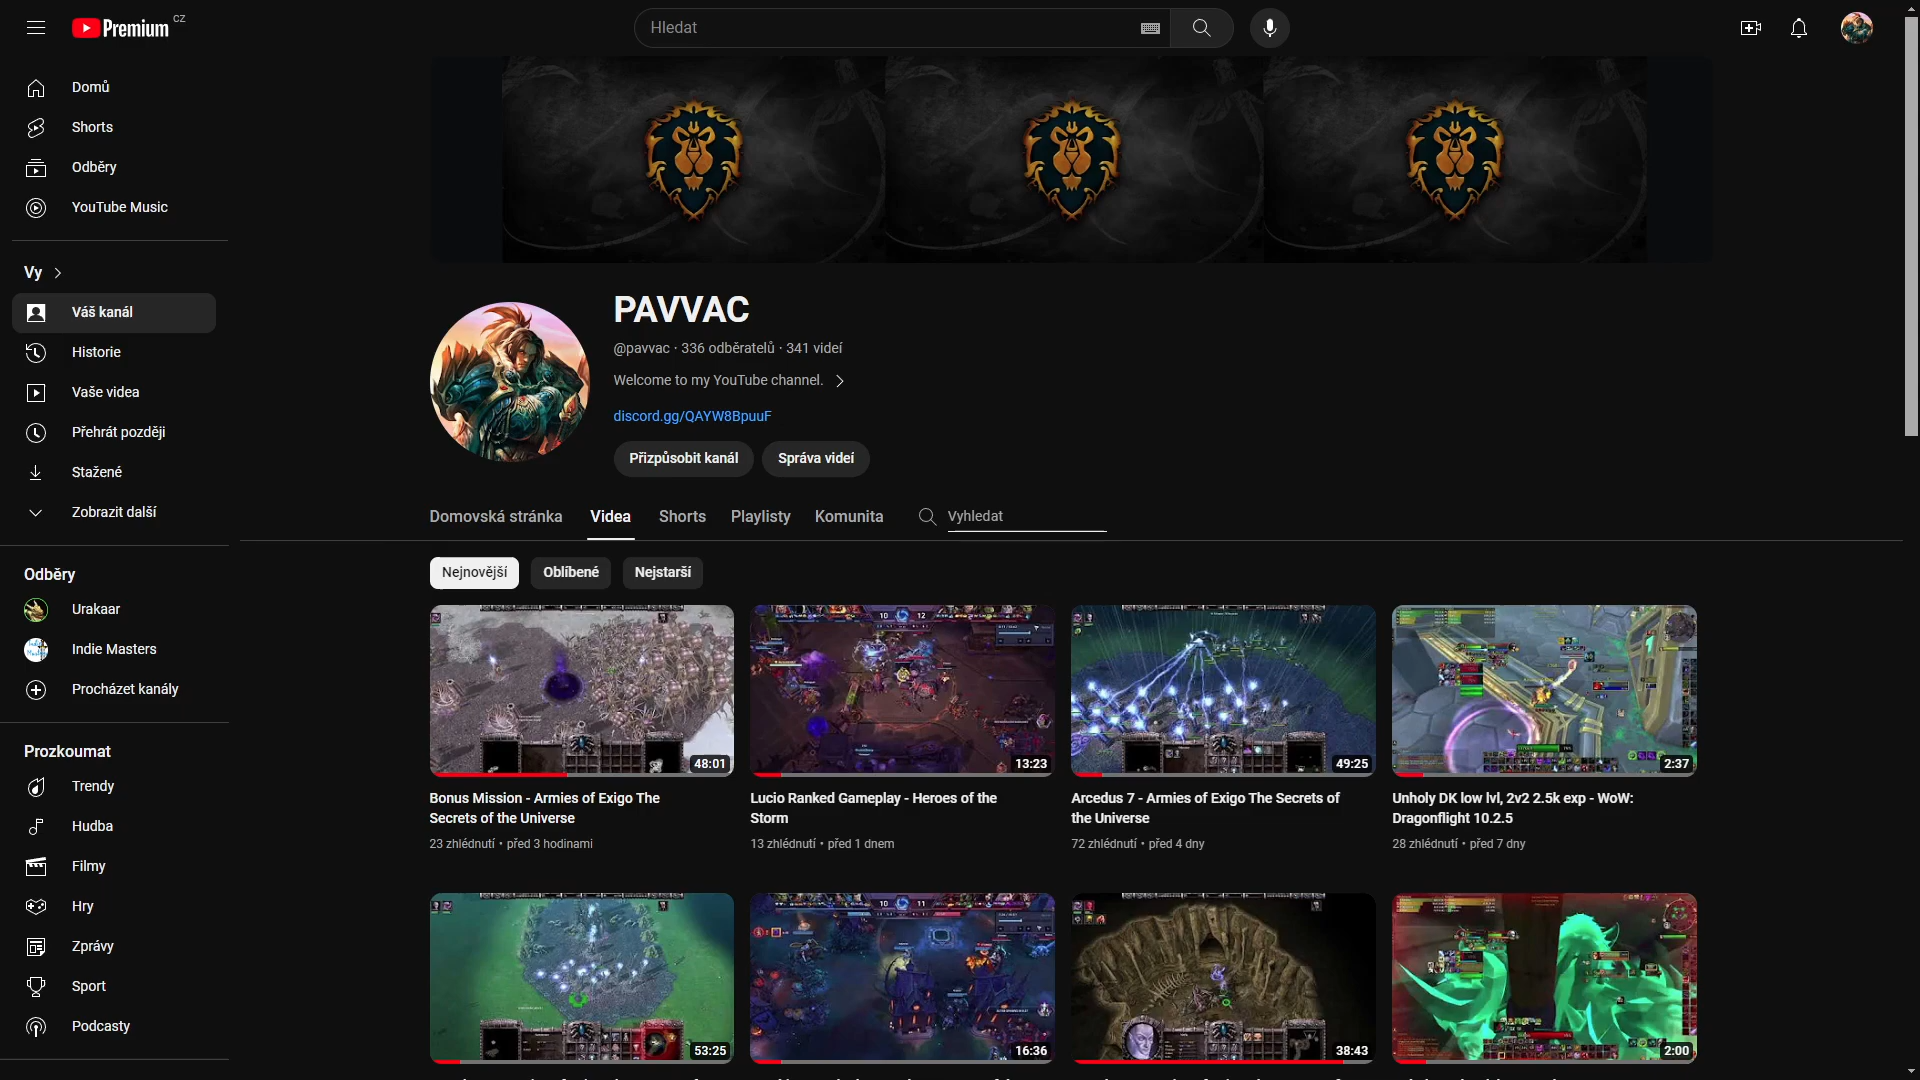 Premium CZ
Hledat
Domů
Shorts
Odběry
YouTube Music
Vy
Váš kanál
Historie
Vaše videa
Přehrát později
Stažené
Zobrazit další
Odběry
Urakaar
Indie Masters
Procházet kanály
Prozkoumat
Trendy
Hudba
Filmy
Hry
Zprávy
Sport
Podcasty
PAVVAC
@pavvac · 336 odběratelů · 341 videí
Welcome to my YouTube channel.
discord.gg/QAYW8BpuuF
Přizpůsobit kanál
Správa videí
Domovská stránka
Videa
Shorts
Playlisty
Komunita
Vyhledat
Nejnovější
Oblíbené
Nejstarší
48:01
Bonus Mission - Armies of Exigo The
Secrets of the Universe
23 zhlédnutí • před 3 hodinami
10 12
13:23
Lucio Ranked Gameplay - Heroes of the
Storm
13 zhlédnutí • před 1 dnem
49:25
Arcedus 7 - Armies of Exigo The Secrets of
the Universe
72 zhlédnutí • před 4 dny
2:37
Unholy DK low lvl, 2v2 2.5k exp - WoW:
Dragonflight 10.2.5
28 zhlédnutí • před 7 dny
53:25
10 11
16:36
38:43
2:00